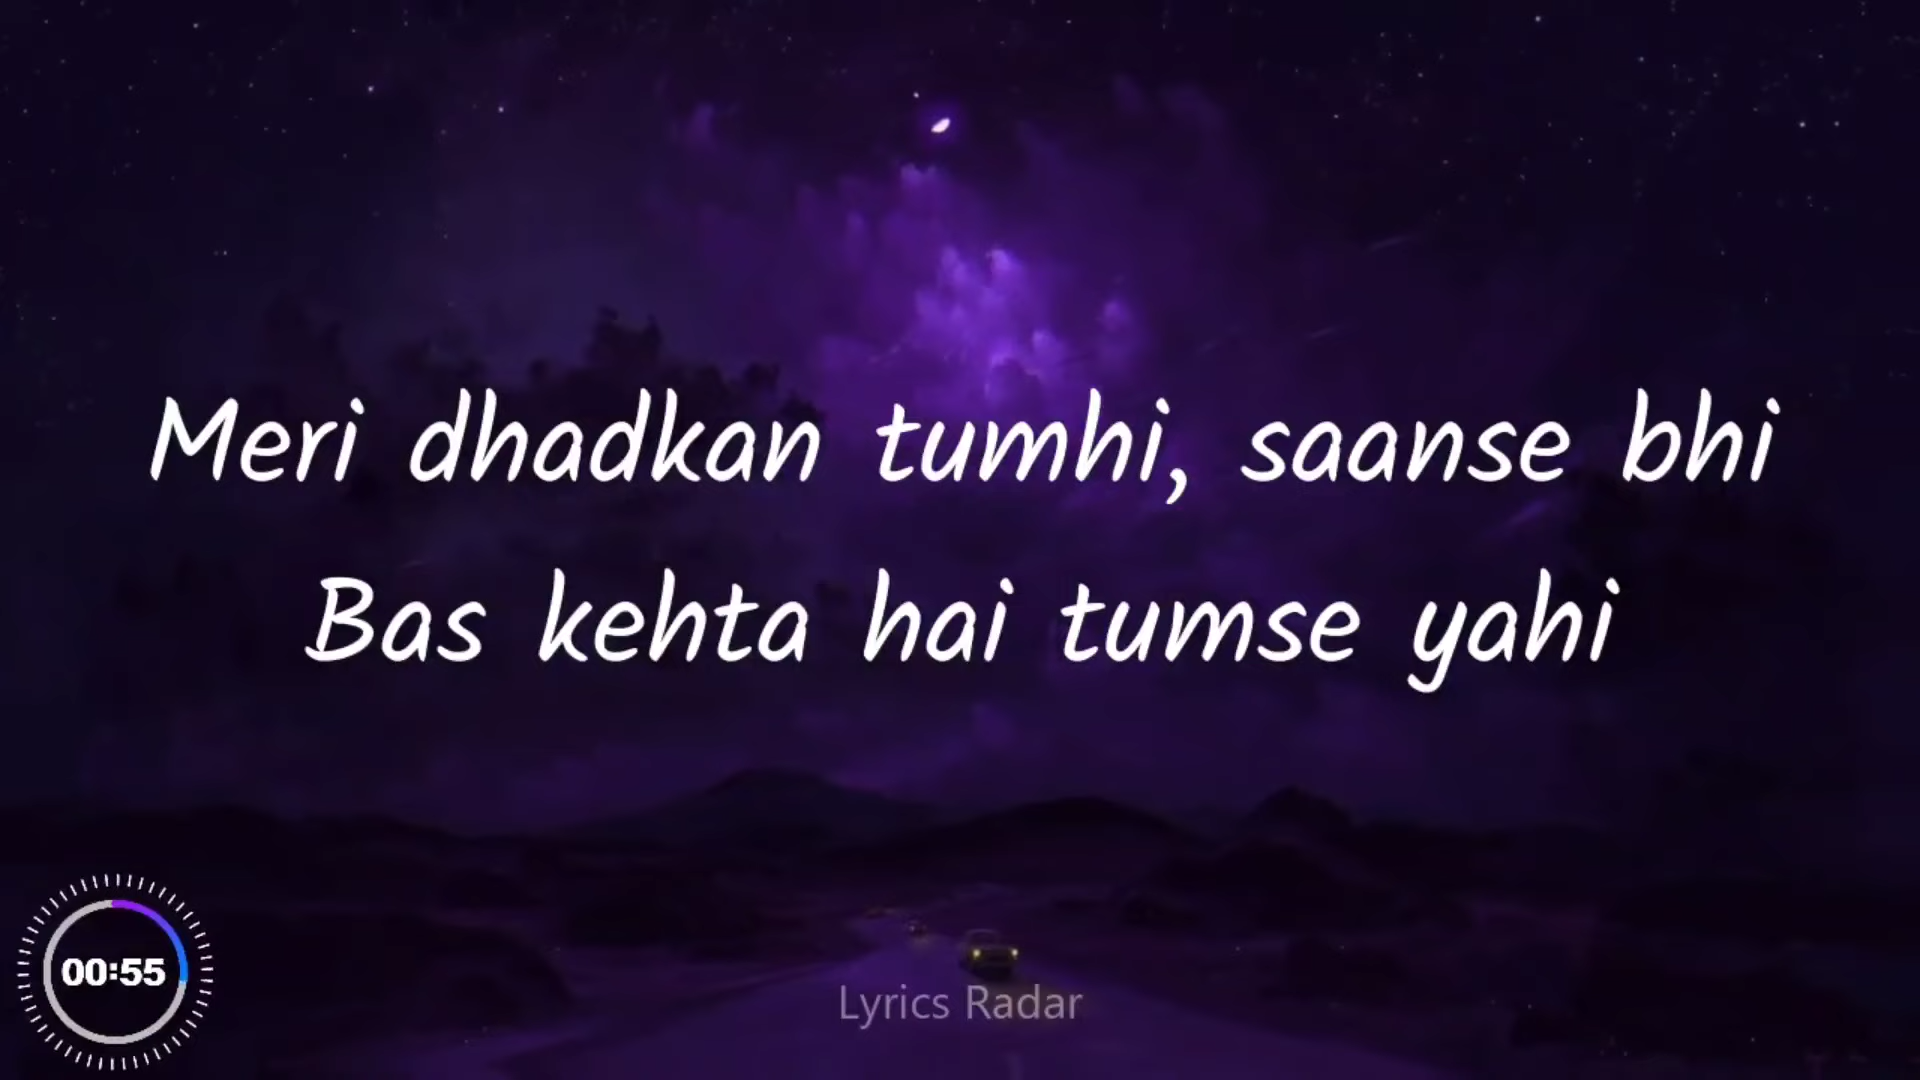 Meri dhadkan tumhi, saanse bhi
Bas kehta hai tumse yahi
00:55
Lyrics Radar